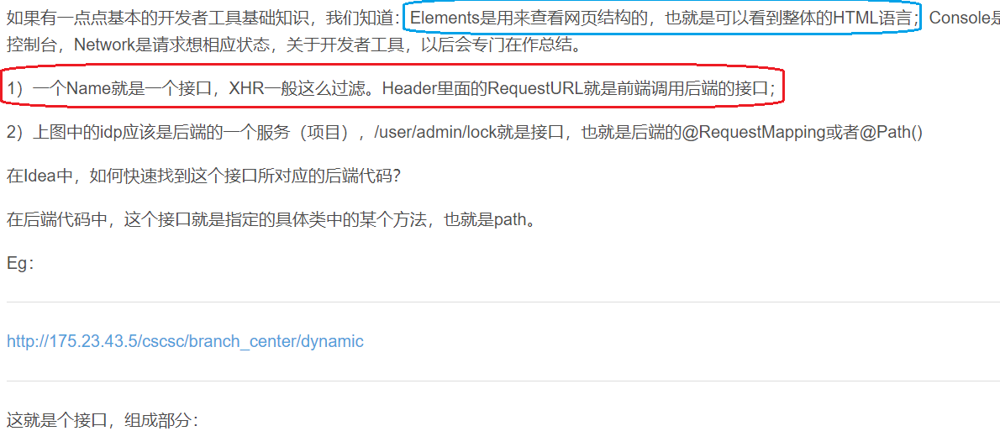 如果有一点点基本的开发者工具基础知识，我们知道：Elements是用来查看网页结构的，也就是可以看到整体的HTML语言；Console是
控制台，Network是请求想相应状态，关于开发者工具，以后会专门在作总结。
1）一个Name就是一个接口，XHR一般这么过滤。Header里面的RequestURL就是前端调用后端的接口；
2）上图中的idp应该是后端的一个服务（项目），/user/admin/lock就是接口，也就是后端的@RequestMapping或者@Path()
在Idea中，如何快速找到这个接口所对应的后端代码？
在后端代码中，这个接口就是指定的具体类中的某个方法，也就是path。
Eg：
http://175.23.43.5/cscsc/branch_center/dynamic
这就是个接口，组成部分：